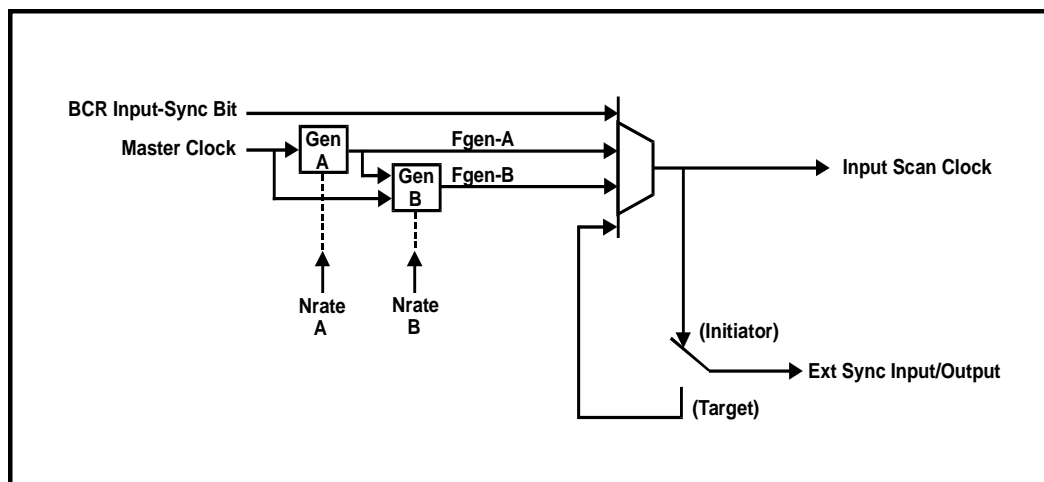 BCR Input-Sync Bit
Master Clock
Gen
A
Fgen-A
Gen
B
Fgen-B
Input Scan Clock
Nrate
A
Nrate
B
(Initiator)
Ext Sync Input/Output
(Target)